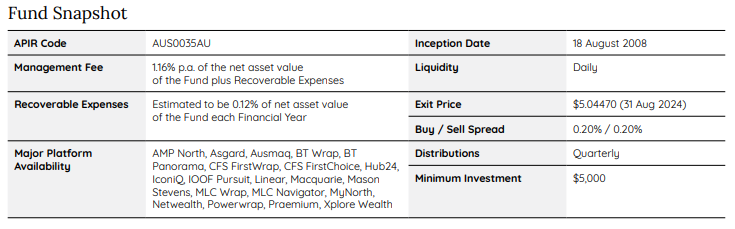 Fund Snapshot
APIR Code AUS0035AU
Management Fee 1.16% p.a. of the net asset value
of the Fund plus Recoverable Expenses
Recoverable Expenses Estimated to be 0.12% of net asset value
of the Fund each Financial Year
Major Platform
Availability
AMP North, Asgard, Ausmaq, BT Wrap, BT
Panorama, CFS FirstWrap, CFS FirstChoice, Hub24,
IconiQ, IOOF Pursuit, Linear, Macquarie, Mason
Stevens, MLC Wrap, MLC Navigator, MyNorth,
Netwealth, Powerwrap, Praemium, Xplore Wealth
Inception Date 18 August 2008
Liquidity Daily
Exit Price $5.04470 (31 Aug 2024)
Buy / Sell Spread 0.20% / 0.20%
Distributions Quarterly
Minimum Investment $5,000